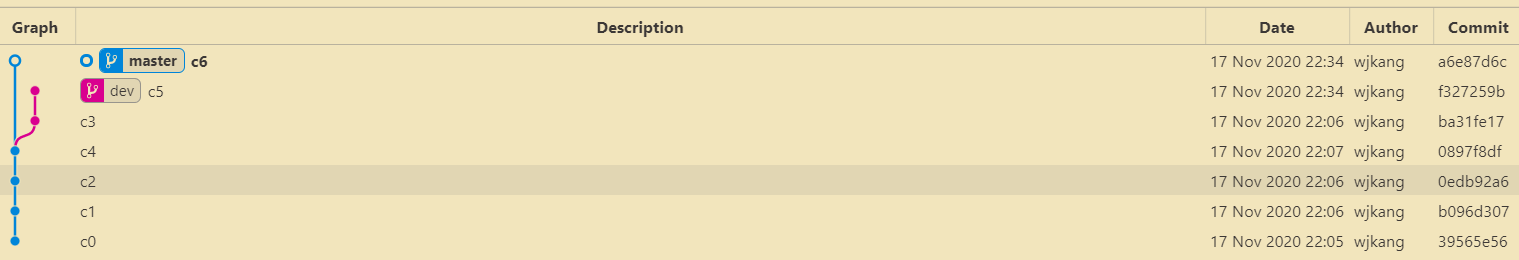 Graph Description Date Author Commit
master c6 17 Nov 2020 22:34 wjkang a6e87d6c
dev c5 17 Nov 2020 22:34 wjkang f327259b
c3 17 Nov 2020 22:06 wjkang ba31fe17
c4 17 Nov 2020 22:07 wjkang 0897f8df
c2 17 Nov 2020 22:06 wjkang 0edb92a6
c1 17 Nov 2020 22:06 wjkang b096d307
c0 17 Nov 2020 22:05 wjkang 39565e56